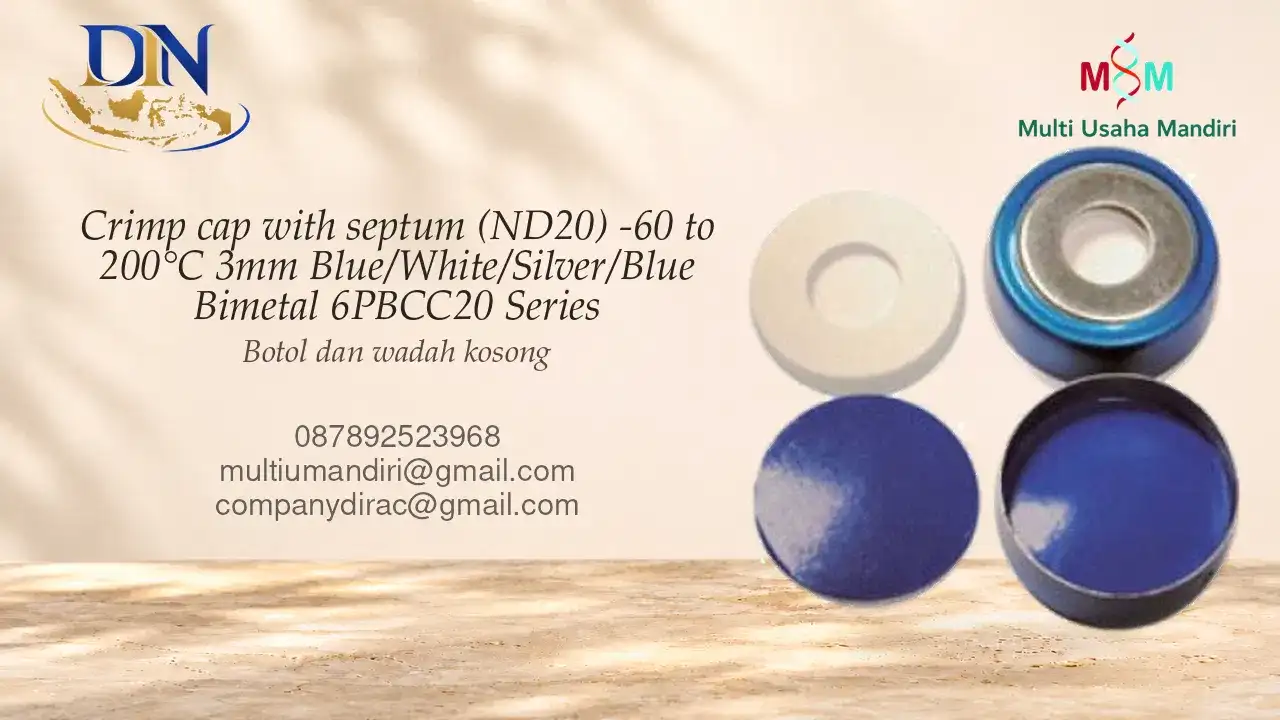 DIN
MSM
Multi Usaha Mandiri
Crimp cap with septum (ND20) -60 to
200°C 3mm Blue/White/Silver/Blue
Bimetal 6PBCC20 Series
Botol dan wadah kosong
087892523968
multiumandiri@gmail.com
companydirac@gmail.com